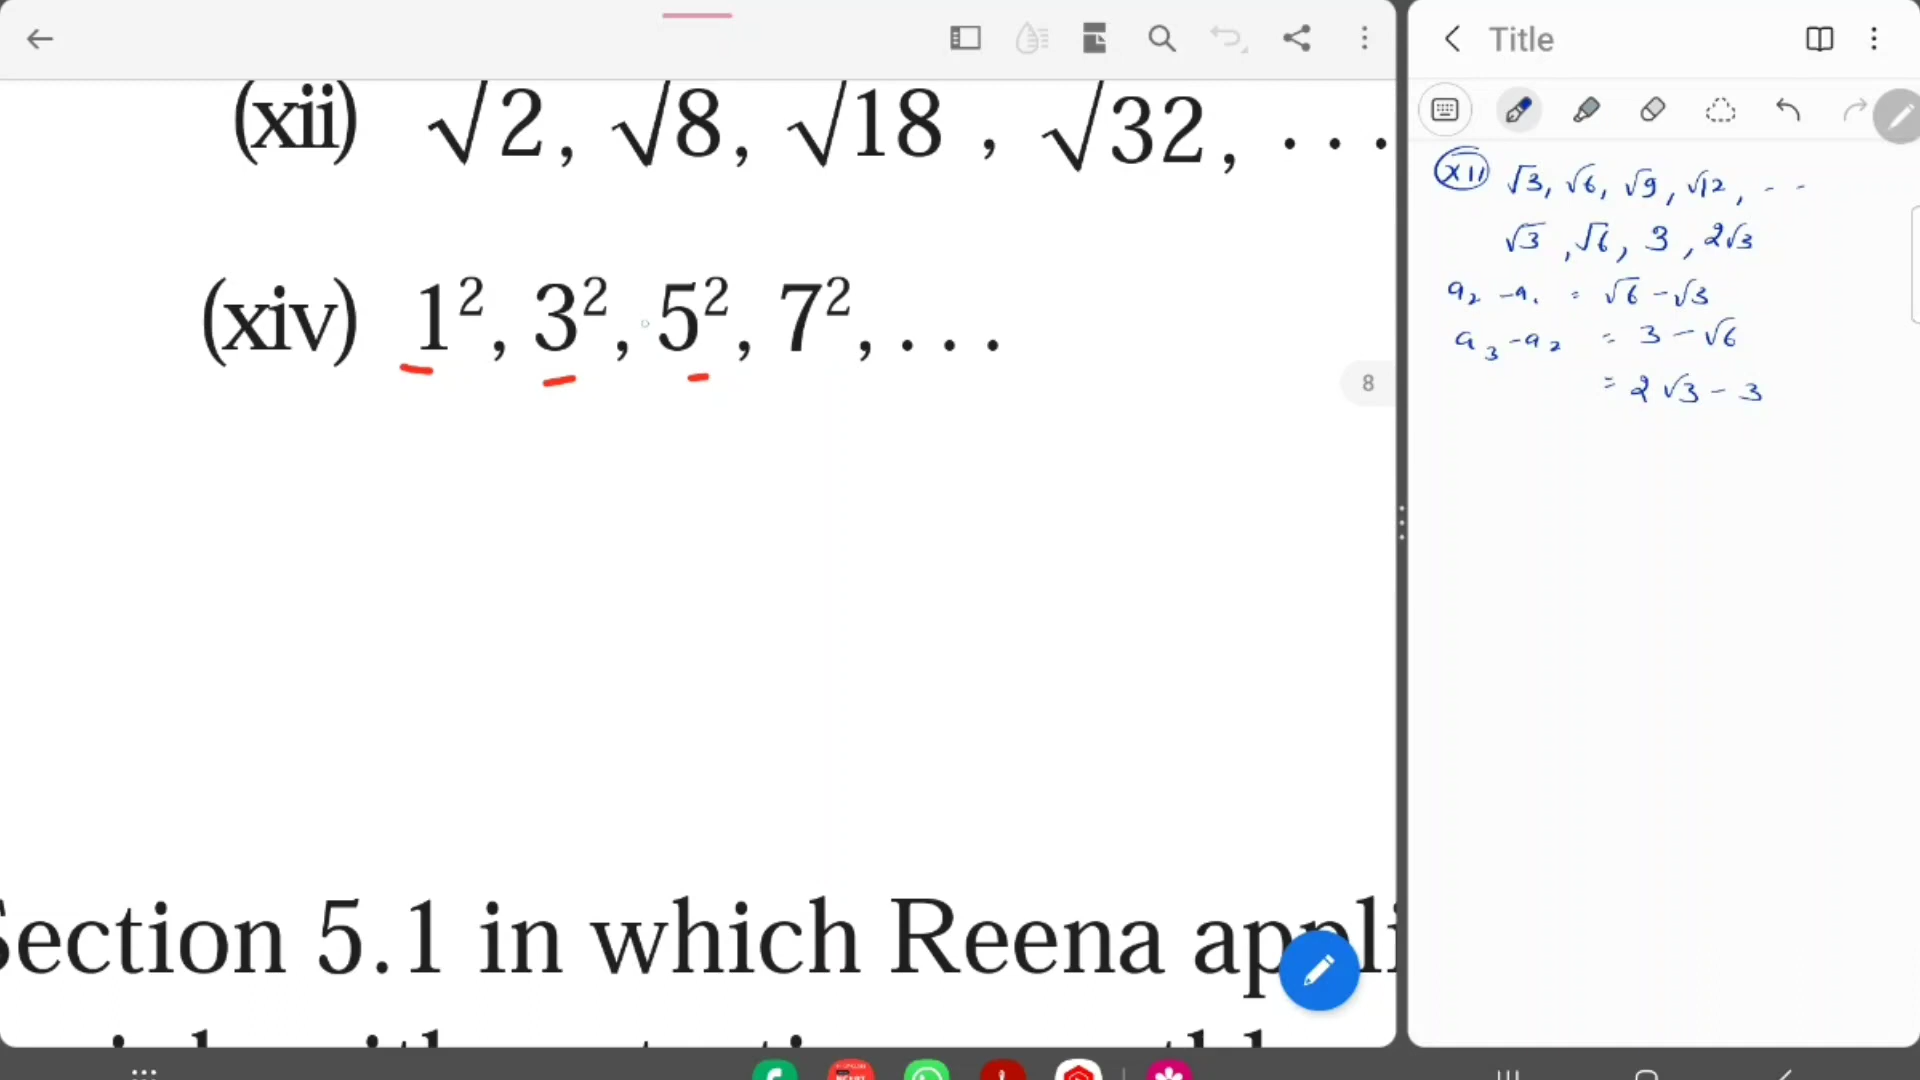 Title
(xii) √2, √8, √18 , √32, . . .
(xiv) 1², 3², 5², 7², . . .
8
XII √3, √6, √9, √12, - -
√3 , √6, 3 , 2√3
a₂ - a₁ = √6 - √3
a₃ - a₂ = 3 - √6
= 2√3 - 3
Section 5.1 in which Reena appli